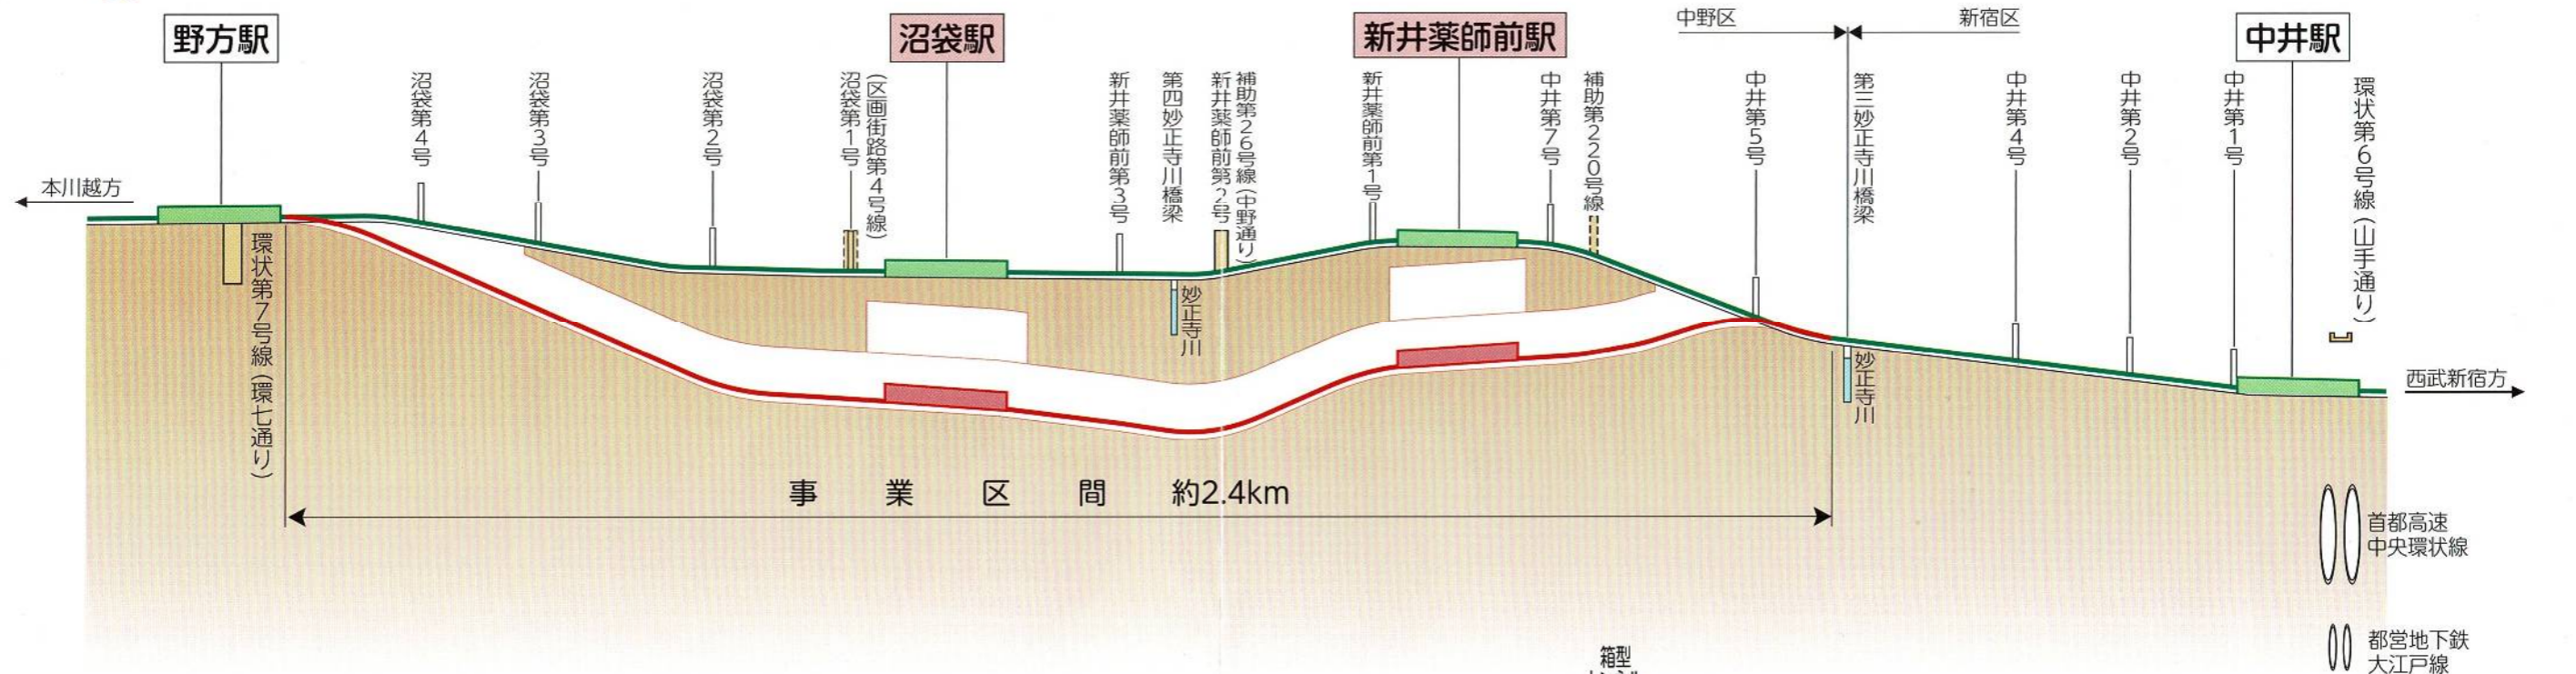 野方駅
沼袋駅
新井薬師前駅
中野区
新宿区
中井駅
沼袋第4号
沼袋第3号
沼袋第2号
沼袋第1号
(区画街路第4号線)
新井薬師前第3号
第四妙正寺川橋梁
新井薬師前第2号
補助第26号線(中野通り)
新井薬師前第1号
中井第7号
補助第220号線
中井第5号
第三妙正寺川橋梁
中井第4号
中井第2号
中井第1号
環状第6号線(山手通り)
本川越方
環状第7号線(環七通り)
妙正寺川
妙正寺川
西武新宿方
事業区間 約2.4km
首都高速
中央環状線
都営地下鉄
大江戸線
箱型